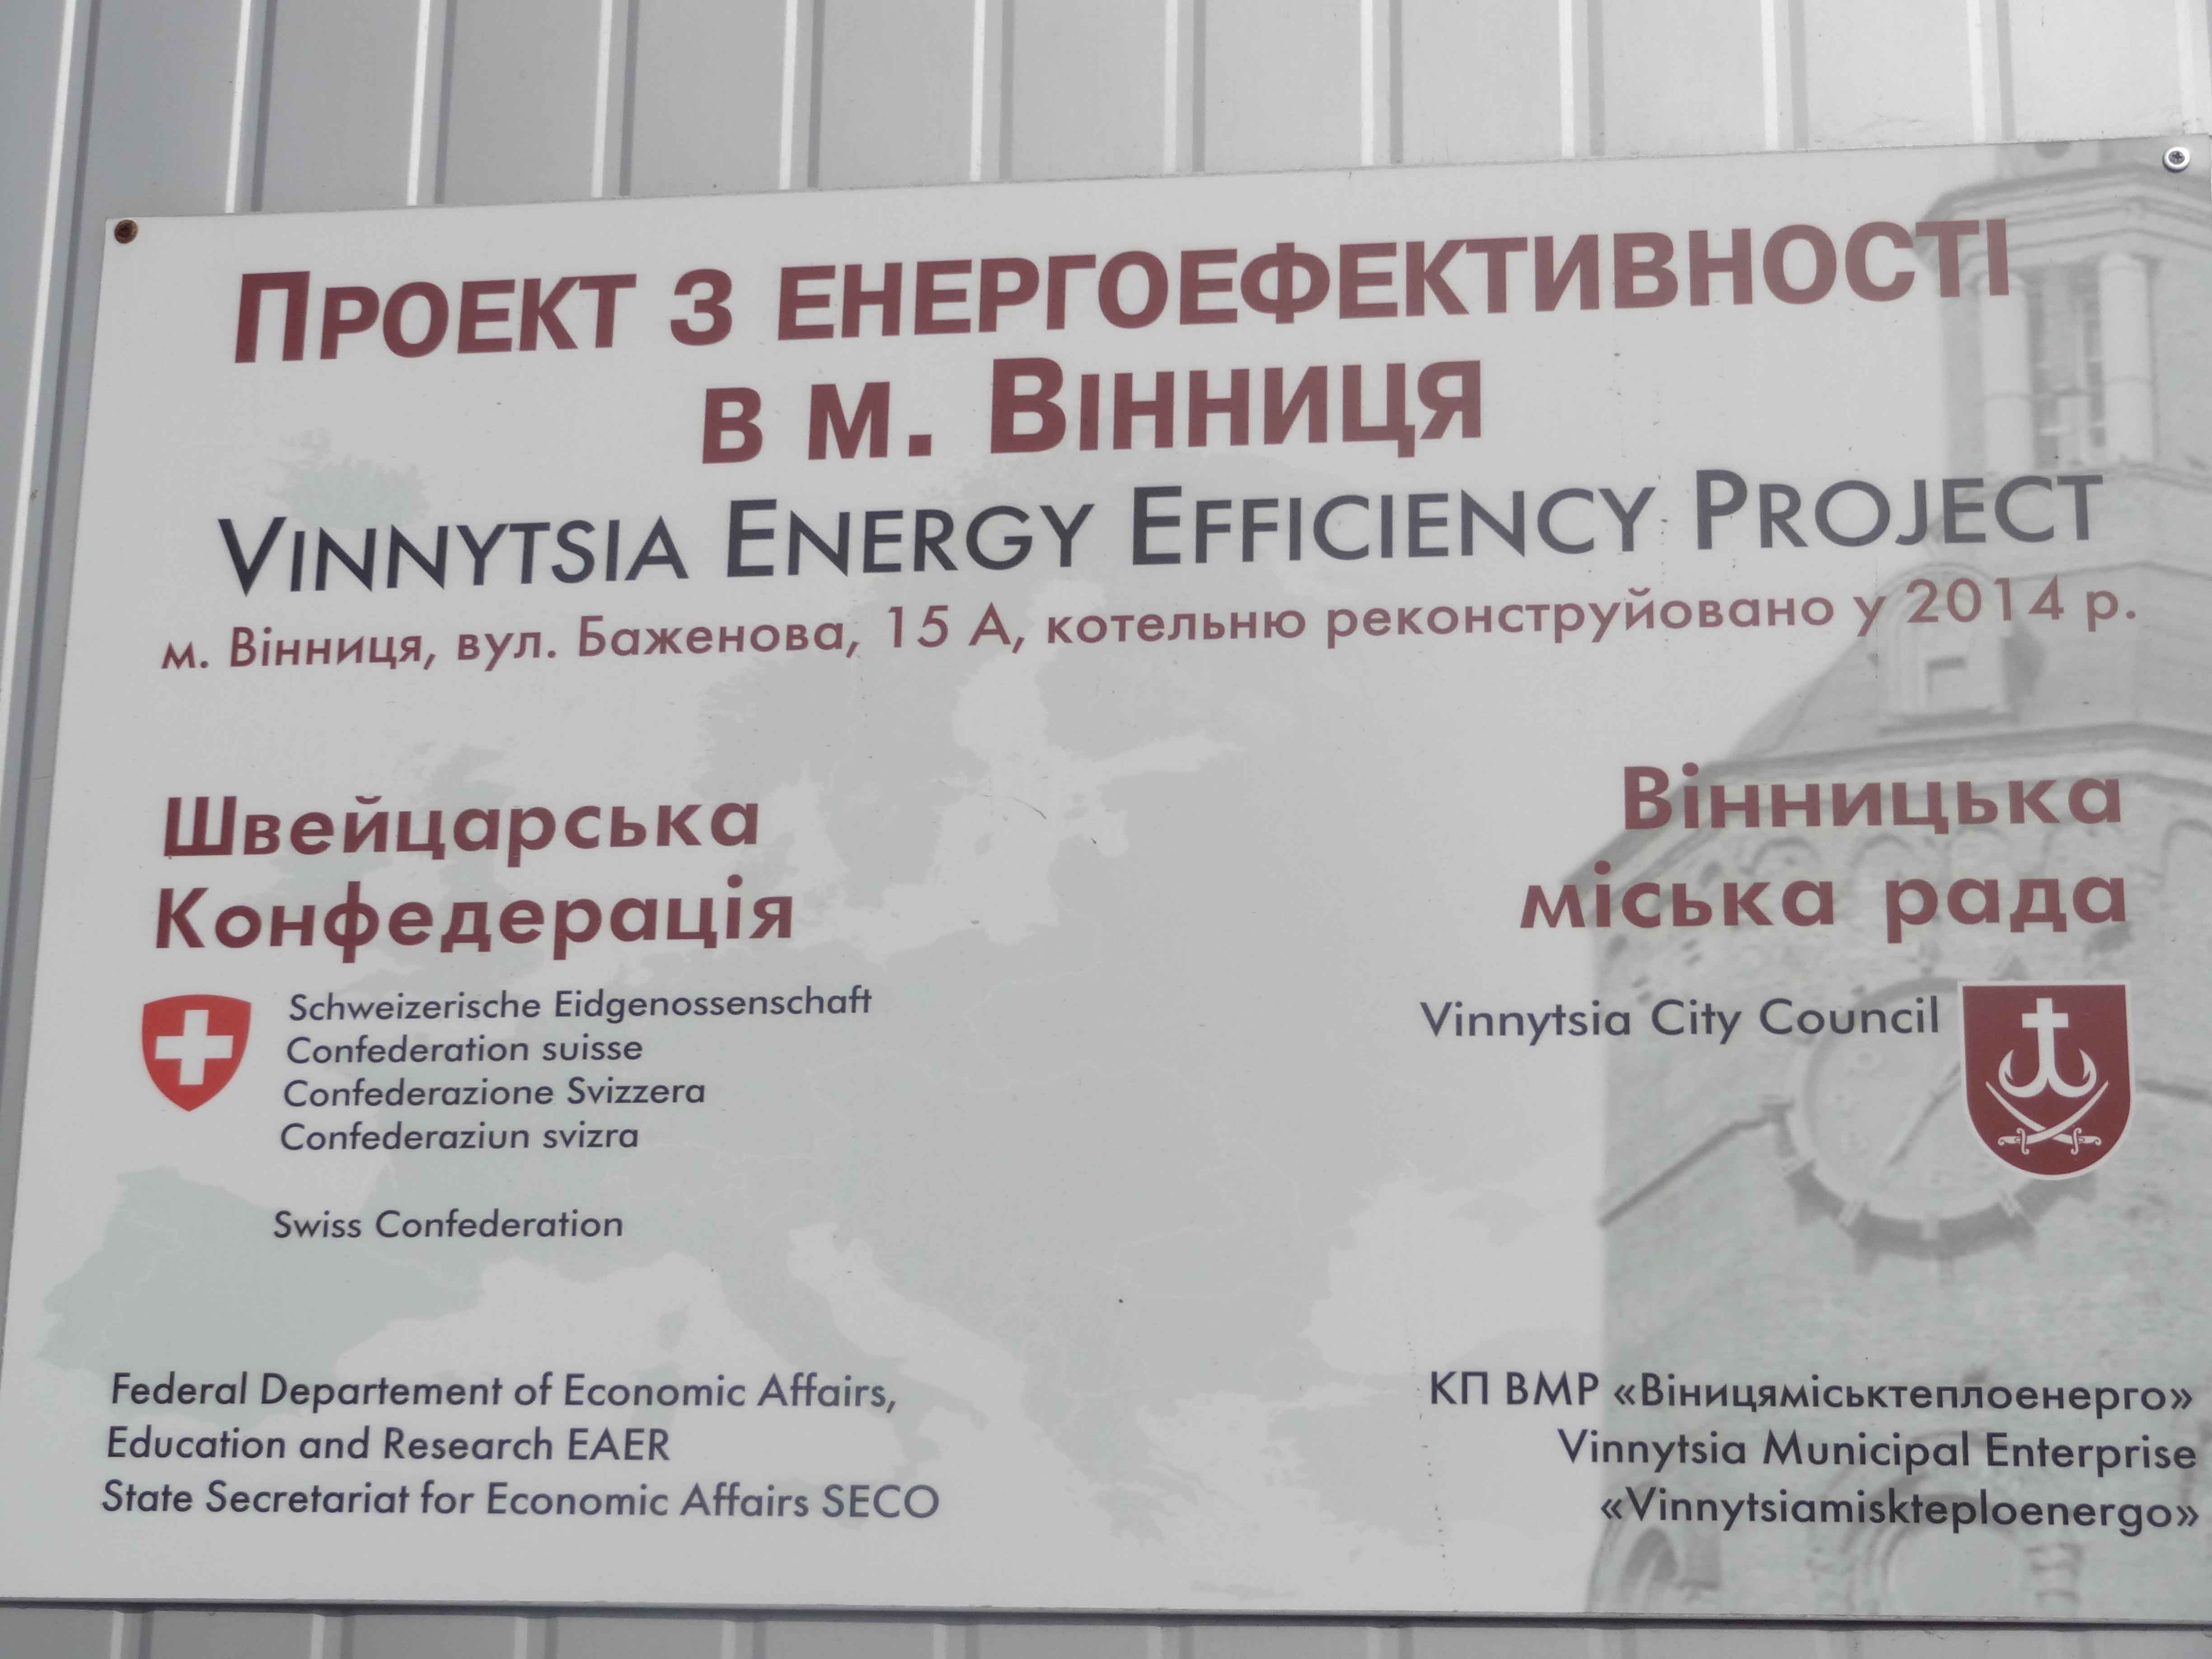 Проект з енергоефективності
в м. Вінниця
Vinnytsia Energy Efficiency Project
м. Вінниця, вул. Баженова, 15 А, котельню реконструйовано у 2014 р.
Швейцарська
Конфедерація
Schweizerische Eidgenossenschaft
Confederation suisse
Confederazione Svizzera
Confederaziun svizra
Swiss Confederation
Federal Departement of Economic Affairs,
Education and Research EAER
State Secretariat for Economic Affairs SECO
Вінницька
міська рада
Vinnytsia City Council
КП ВМР «Віницяміськтеплоенерго»
Vinnytsia Municipal Enterprise
«Vinnytsiamiskteploenergo»